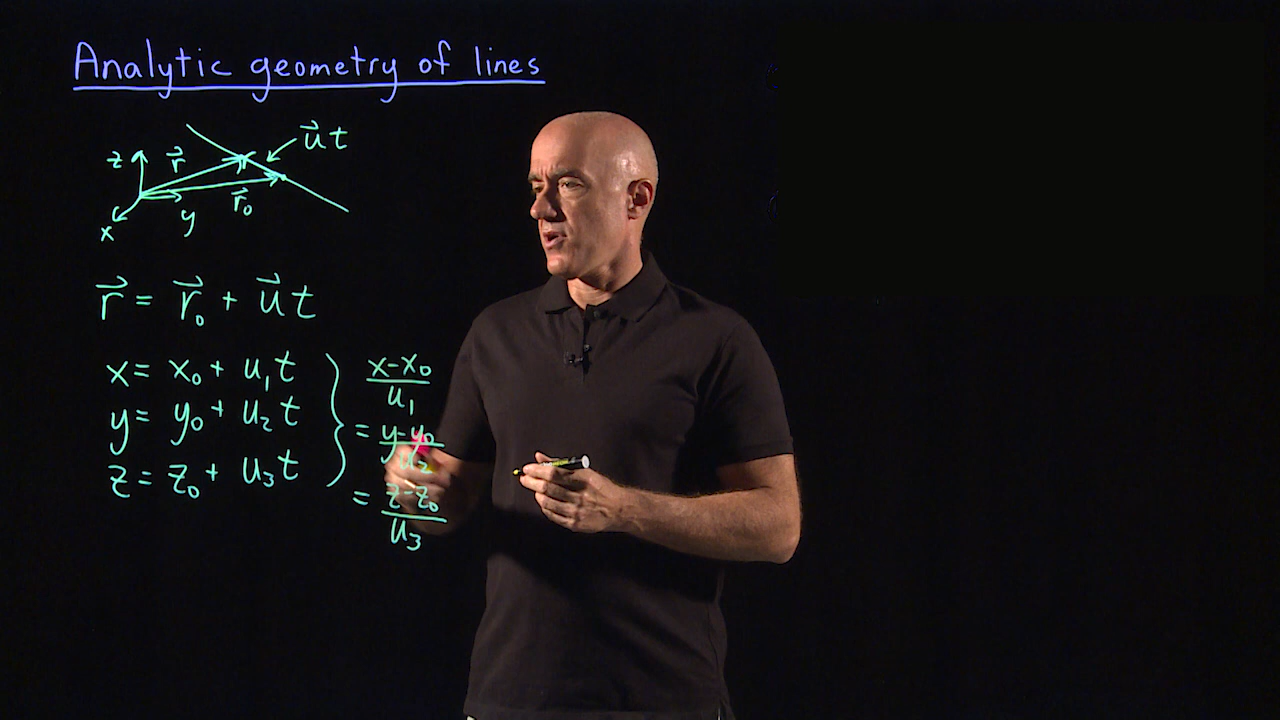 Analytic geometry of lines
z r⃗ u⃗t
x y r⃗₀
r⃗ = r⃗₀ + u⃗t
x = x₀ + u₁t
y = y₀ + u₂t
z = z₀ + u₃t
x-x₀
u₁
= y-y₀
u₂
= z-z₀
u₃